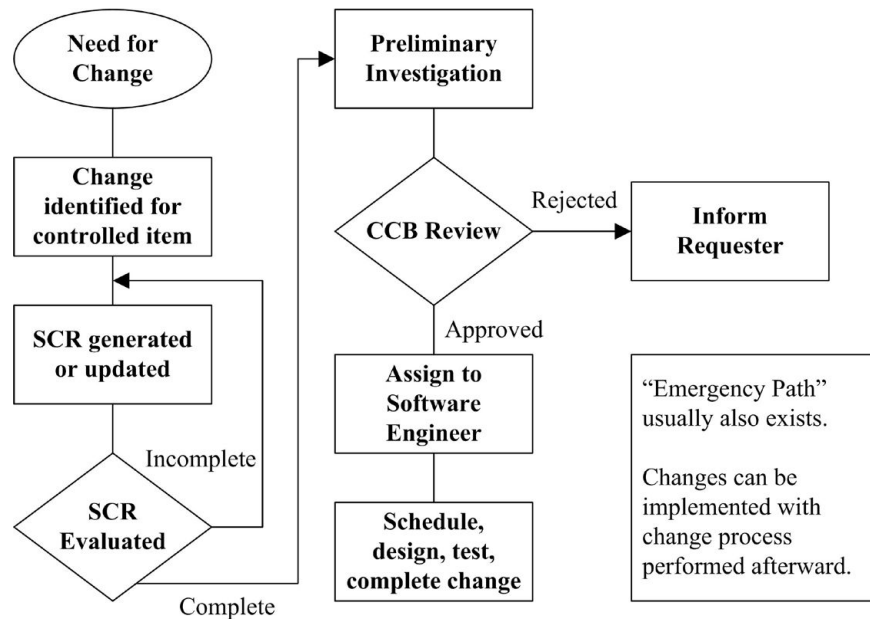 Need for
Change
Change
identified for
controlled item
SCR generated
or updated
Incomplete
SCR
Evaluated
Complete
Preliminary
Investigation
CCB Review
Rejected
Inform
Requester
Approved
Assign to
Software
Engineer
Schedule,
design, test,
complete change
“Emergency Path”
usually also exists.
Changes can be
implemented with
change process
performed afterward.